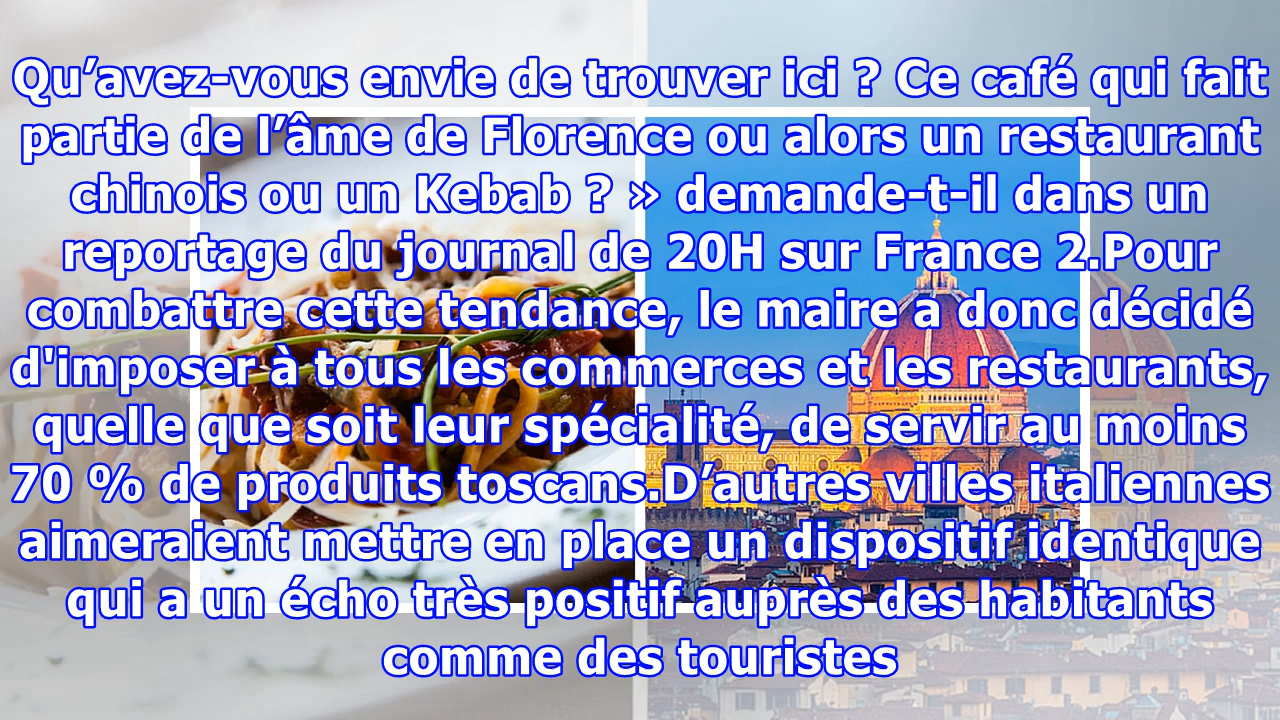 Qu’avez-vous envie de trouver ici ? Ce café qui fait
partie de l’âme de Florence ou alors un restaurant
chinois ou un Kebab ? » demande-t-il dans un
reportage du journal de 20H sur France 2.Pour
combattre cette tendance, le maire a donc décidé
d'imposer à tous les commerces et les restaurants,
quelle que soit leur spécialité, de servir au moins
70 % de produits toscans.D’autres villes italiennes
aimeraient mettre en place un dispositif identique
qui a un écho très positif auprès des habitants
comme des touristes